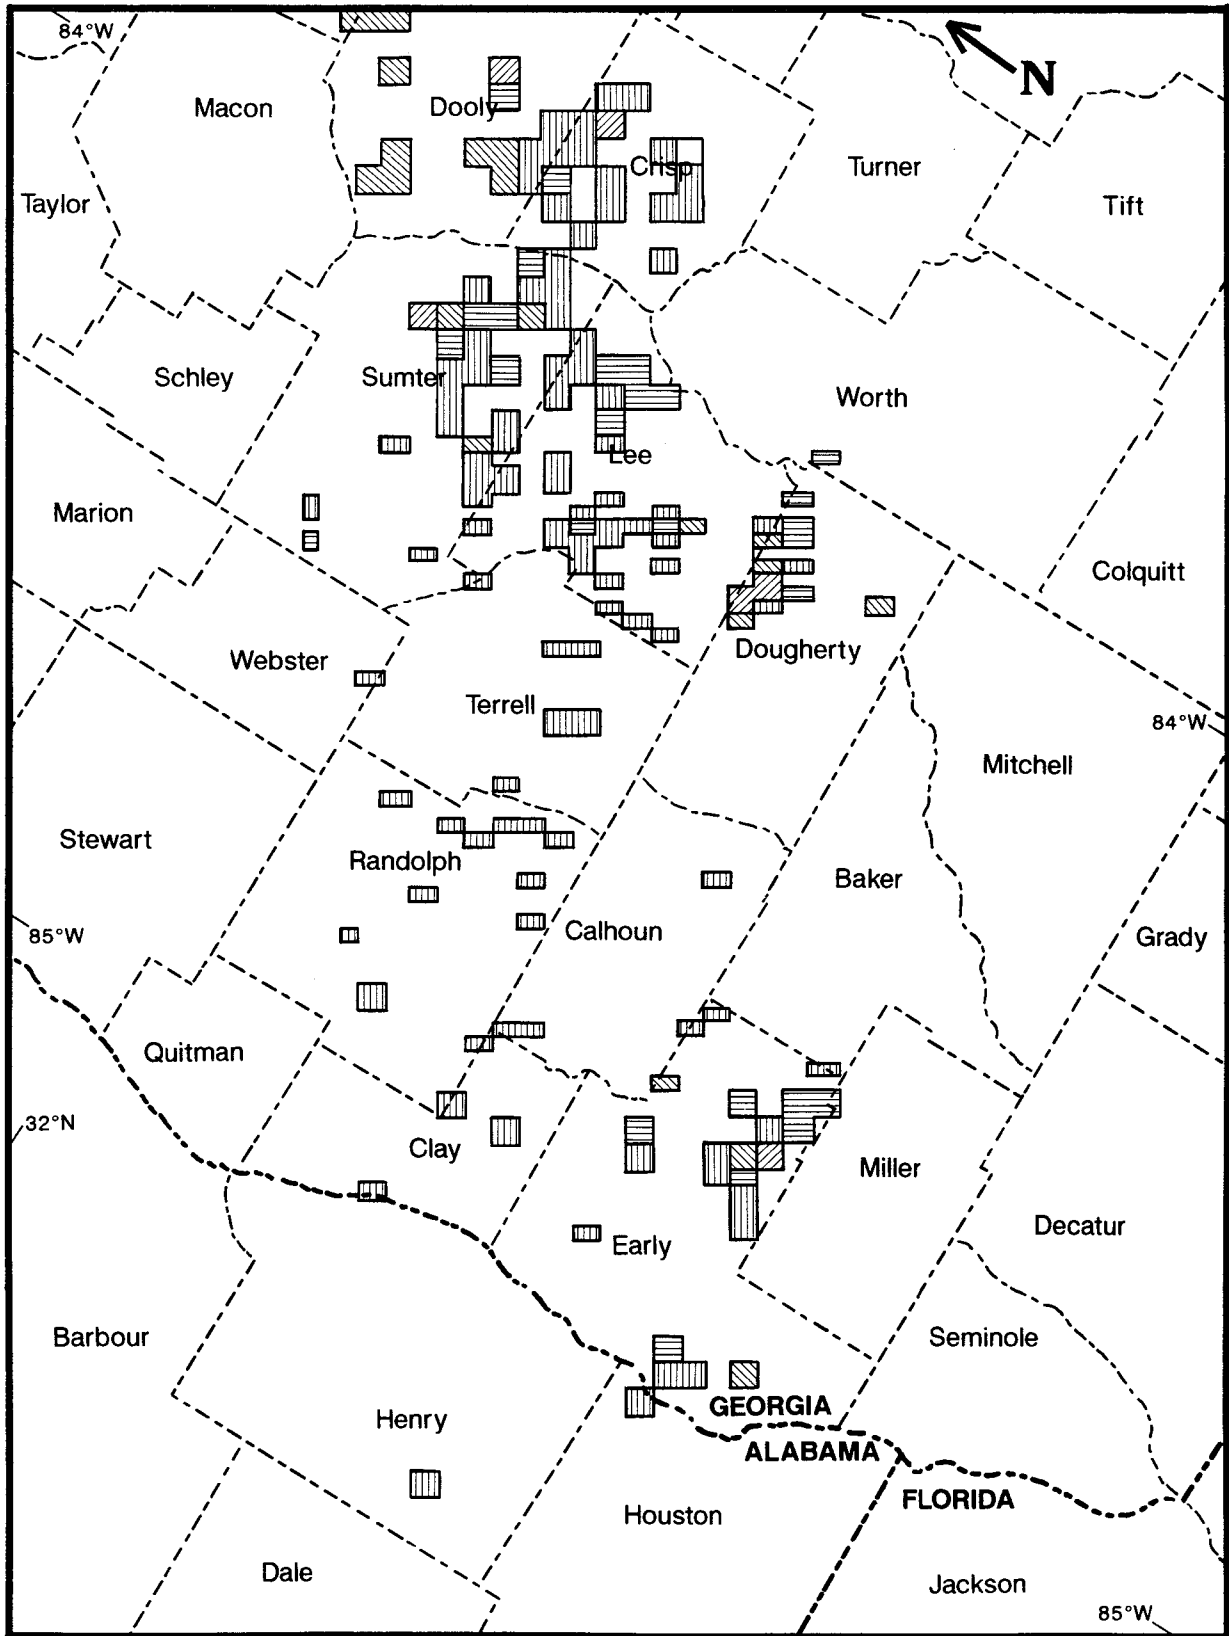 84°W
N
Macon
Dooly
Crisp
Turner
Taylor
Tift
Schley
Sumter
Worth
Lee
Marion
Colquitt
Webster
Dougherty
Terrell
84°W
Mitchell
Stewart
Randolph
Baker
85°W
Calhoun
Grady
Quitman
32°N
Clay
Miller
Early
Decatur
Barbour
Seminole
GEORGIA
Henry
ALABAMA
FLORIDA
Houston
Dale
Jackson
85°W